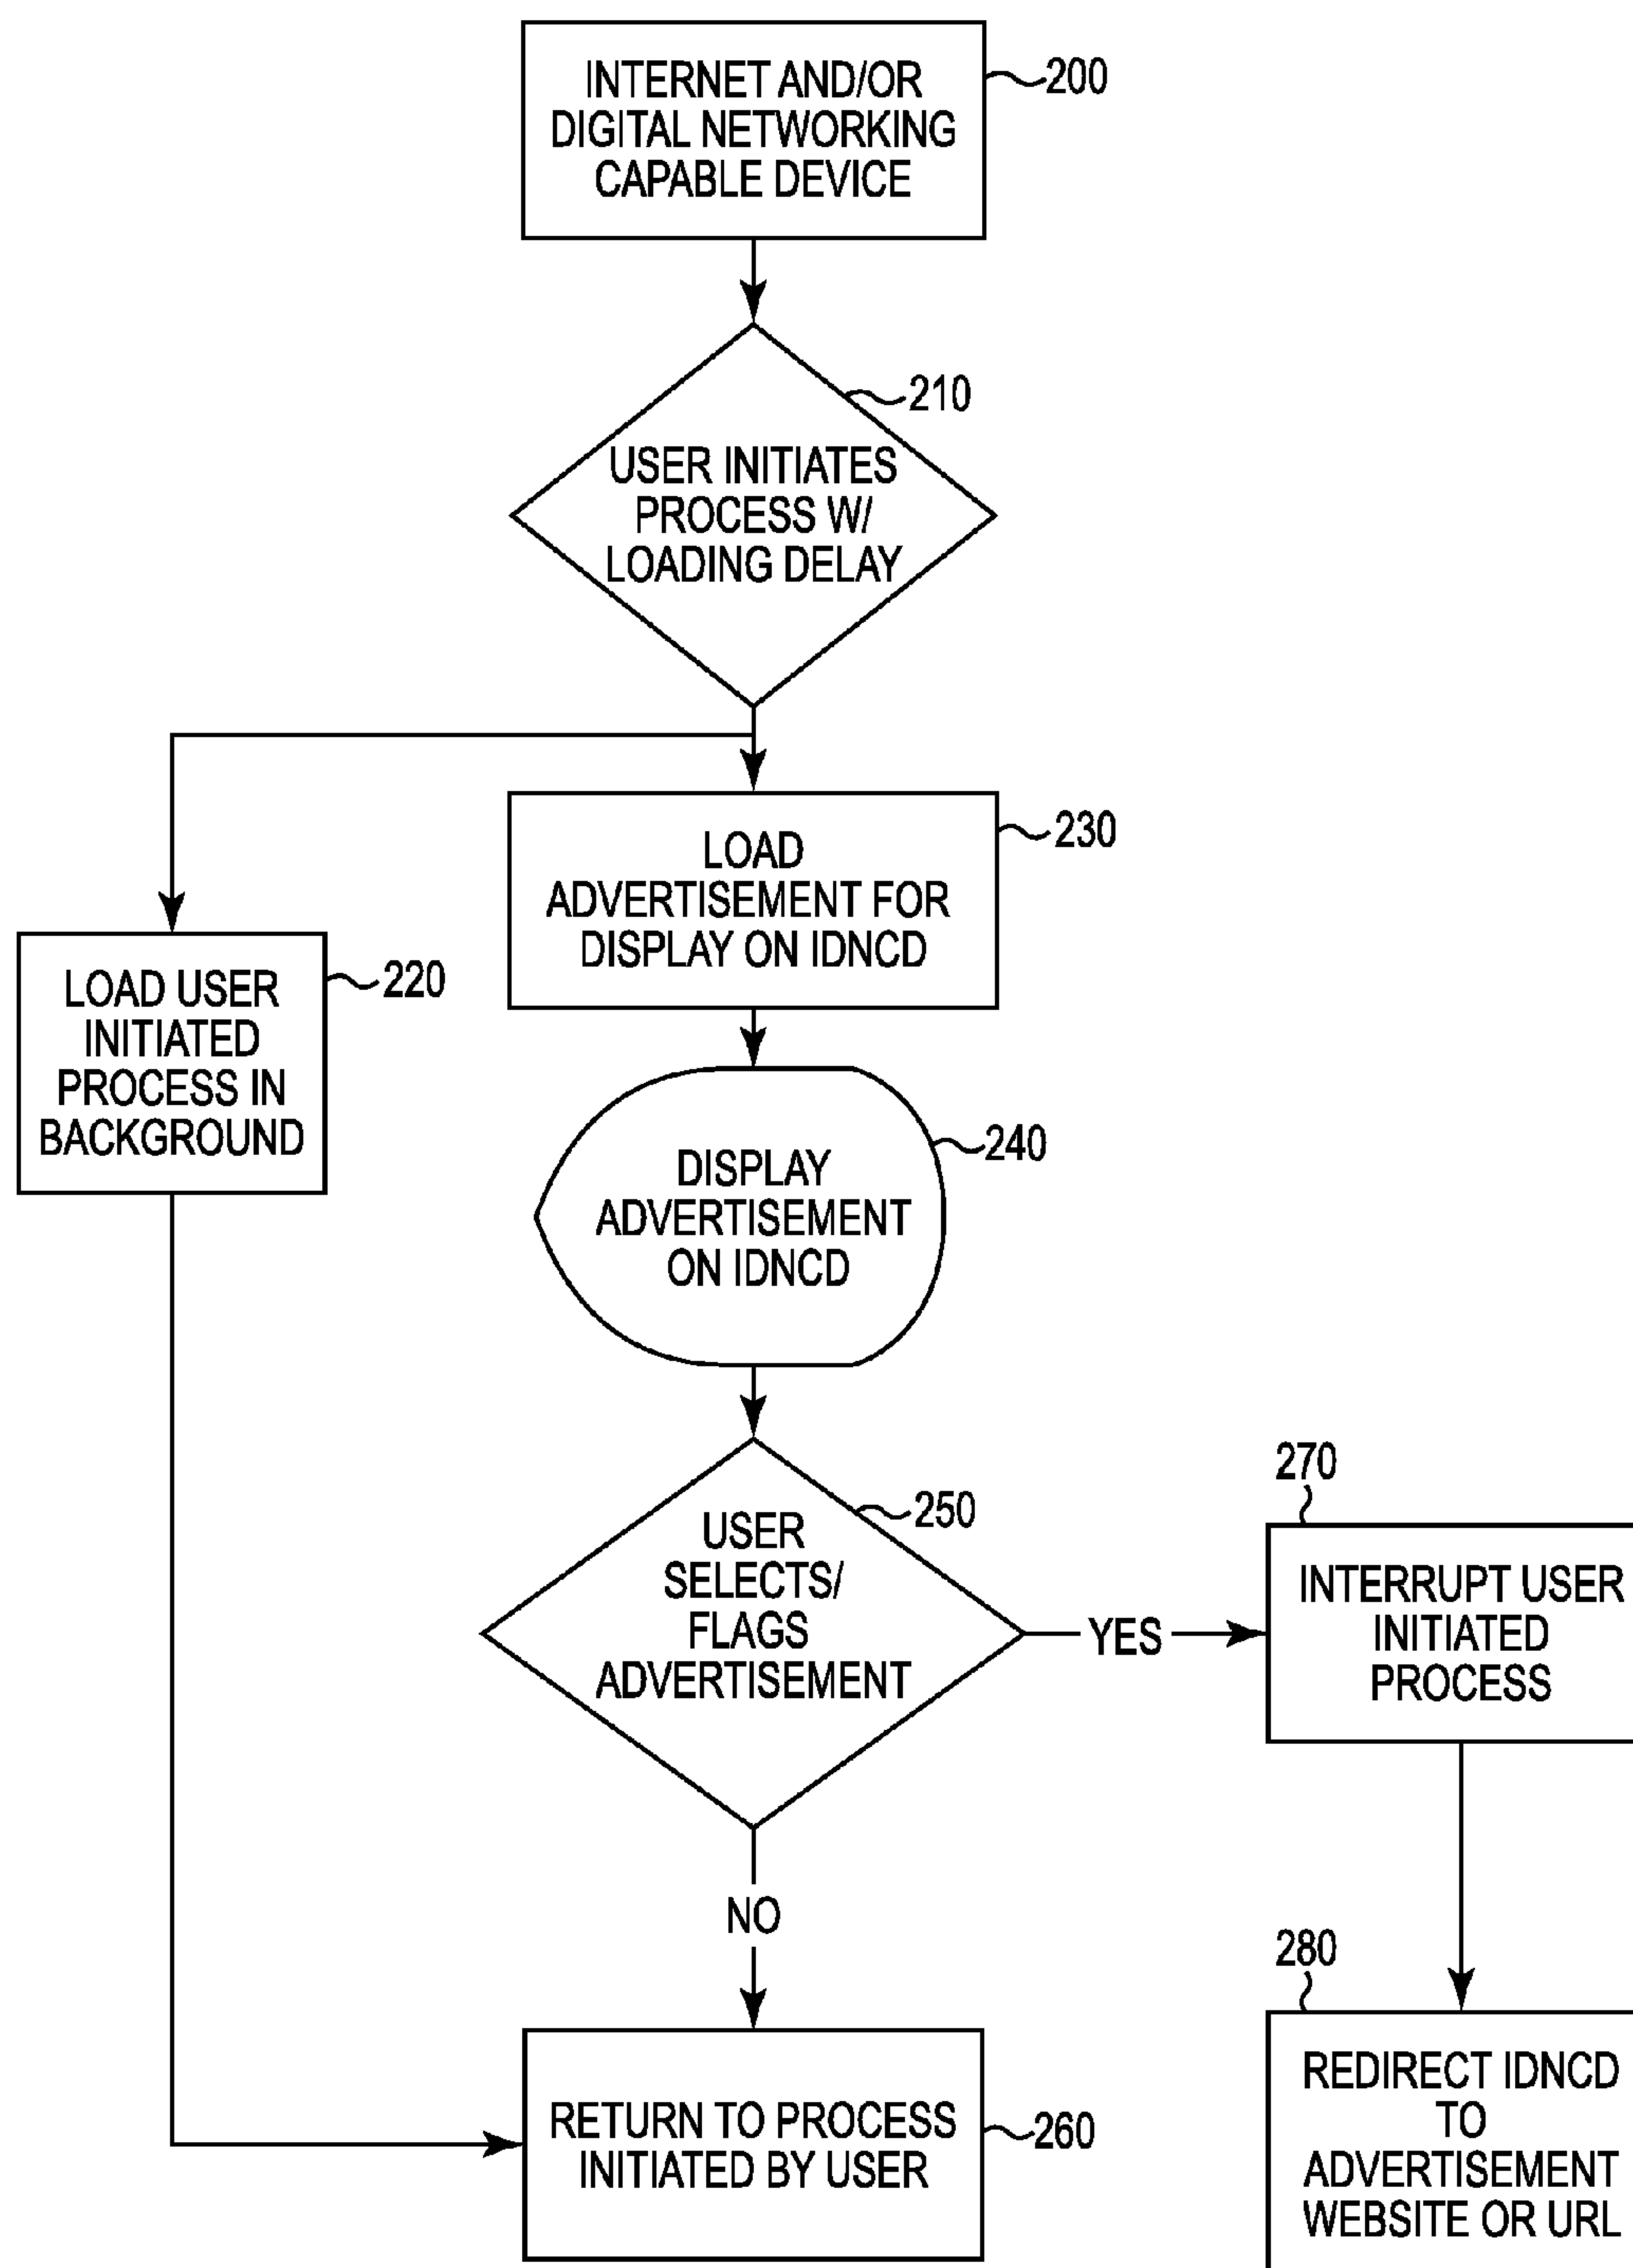 INTERNET AND/OR
DIGITAL NETWORKING
CAPABLE DEVICE
200
210
USER INITIATES
PROCESS W/
LOADING DELAY
230
LOAD
ADVERTISEMENT FOR
DISPLAY ON IDNCD
220
LOAD USER
INITIATED
PROCESS IN
BACKGROUND
240
DISPLAY
ADVERTISEMENT
ON IDNCD
250
USER
SELECTS/
FLAGS
ADVERTISEMENT
YES
270
INTERRUPT USER
INITIATED
PROCESS
NO
280
REDIRECT IDNCD
TO
ADVERTISEMENT
WEBSITE OR URL
RETURN TO PROCESS
INITIATED BY USER
260